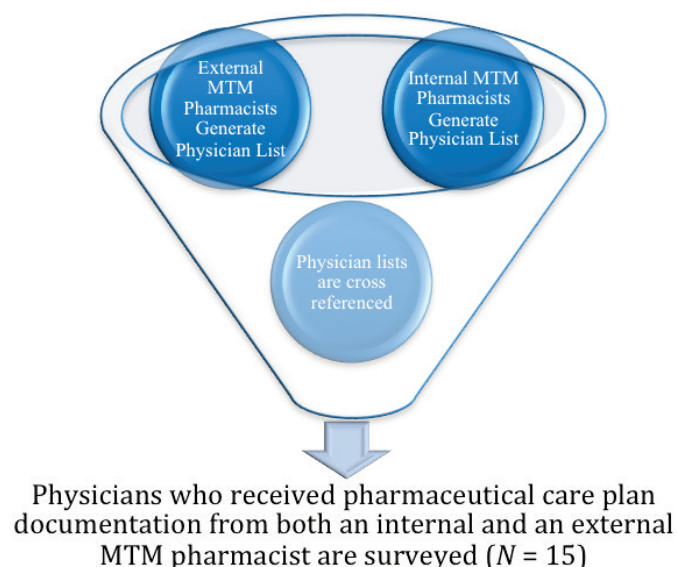 External
MTM
Pharmacists
Generate
Physician List
Internal MTM
Pharmacists
Generate
Physician List
Physician lists
are cross
referenced
Physicians who received pharmaceutical care plan
documentation from both an internal and an external
MTM pharmacist are surveyed (N = 15)